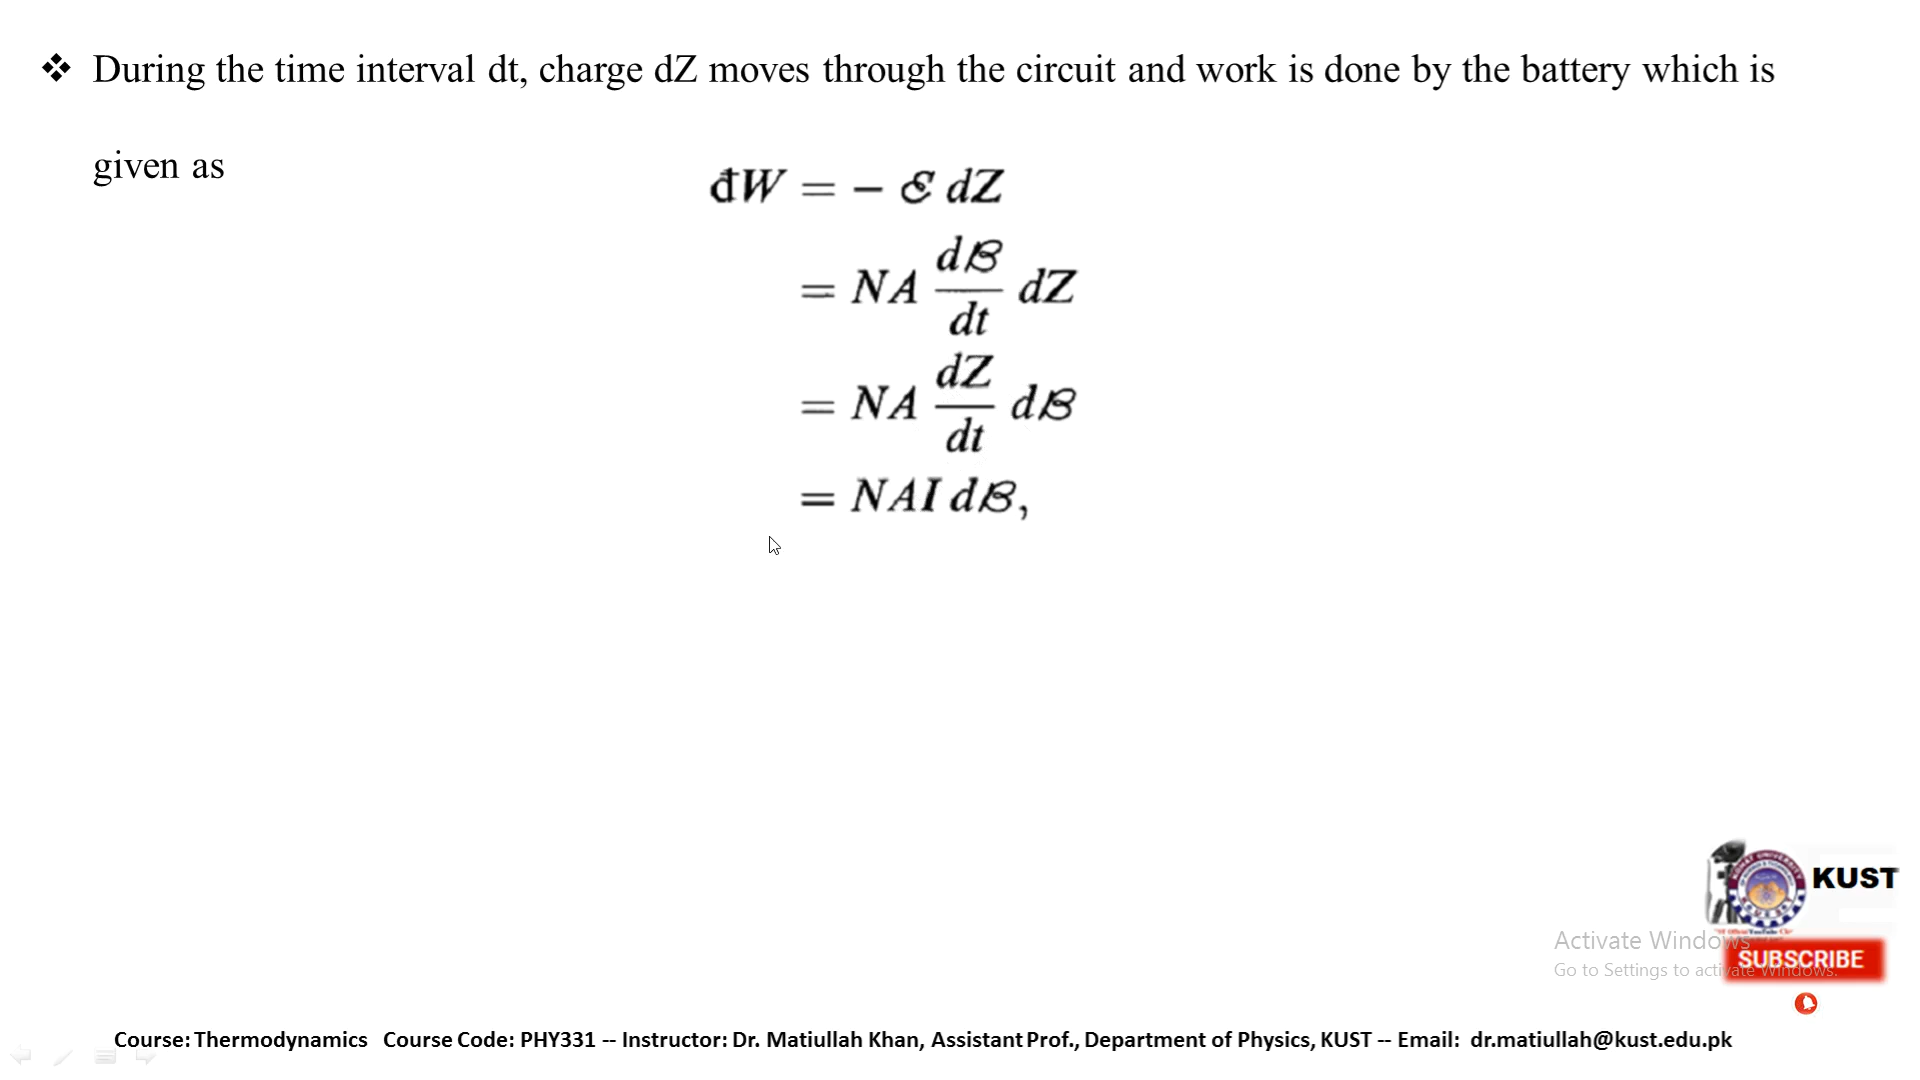 ❖ During the time interval dt, charge dZ moves through the circuit and work is done by the battery which is
given as
đW = − ℰ dZ
= NA dℬ/dt dZ
= NA dZ/dt dℬ
= NAI dℬ,
KUST
Activate Windows
SUBSCRIBE
Go to Settings to activate Windows.
Course: Thermodynamics Course Code: PHY331 -- Instructor: Dr. Matiullah Khan, Assistant Prof., Department of Physics, KUST -- Email: dr.matiullah@kust.edu.pk